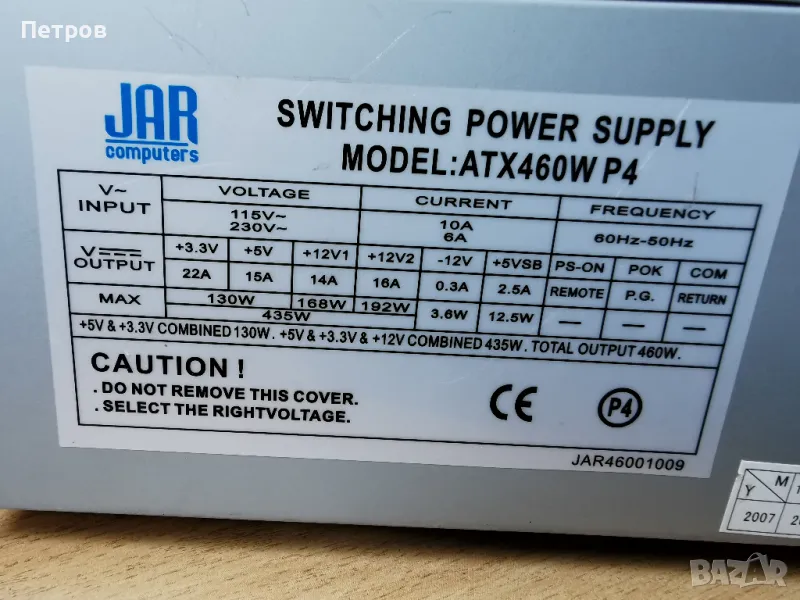 Петров
JAR
computers
SWITCHING POWER SUPPLY
MODEL:ATX460W P4
V~ INPUT VOLTAGE CURRENT FREQUENCY
115V~ 10A
230V~ 6A 60Hz-50Hz
V OUTPUT +3.3V +5V +12V1 +12V2 -12V +5VSB PS-ON POK COM
22A 15A 14A 16A 0.3A 2.5A REMOTE P.G. RETURN
MAX 130W 168W 192W 3.6W 12.5W — — —
435W
+5V & +3.3V COMBINED 130W . +5V & +3.3V & +12V COMBINED 435W . TOTAL OUTPUT 460W .
CAUTION !
. DO NOT REMOVE THIS COVER.
. SELECT THE RIGHTVOLTAGE.
CE P4
JAR46001009
Y M
2007
BAZAR